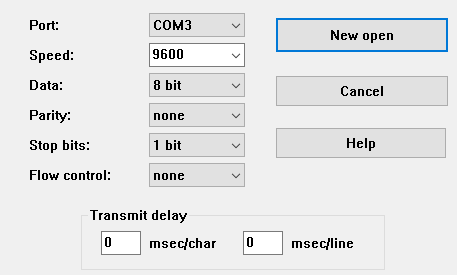 Port: COM3 New open
Speed: 9600
Data: 8 bit Cancel
Parity: none
Stop bits: 1 bit Help
Flow control: none
Transmit delay
0 msec/char 0 msec/line